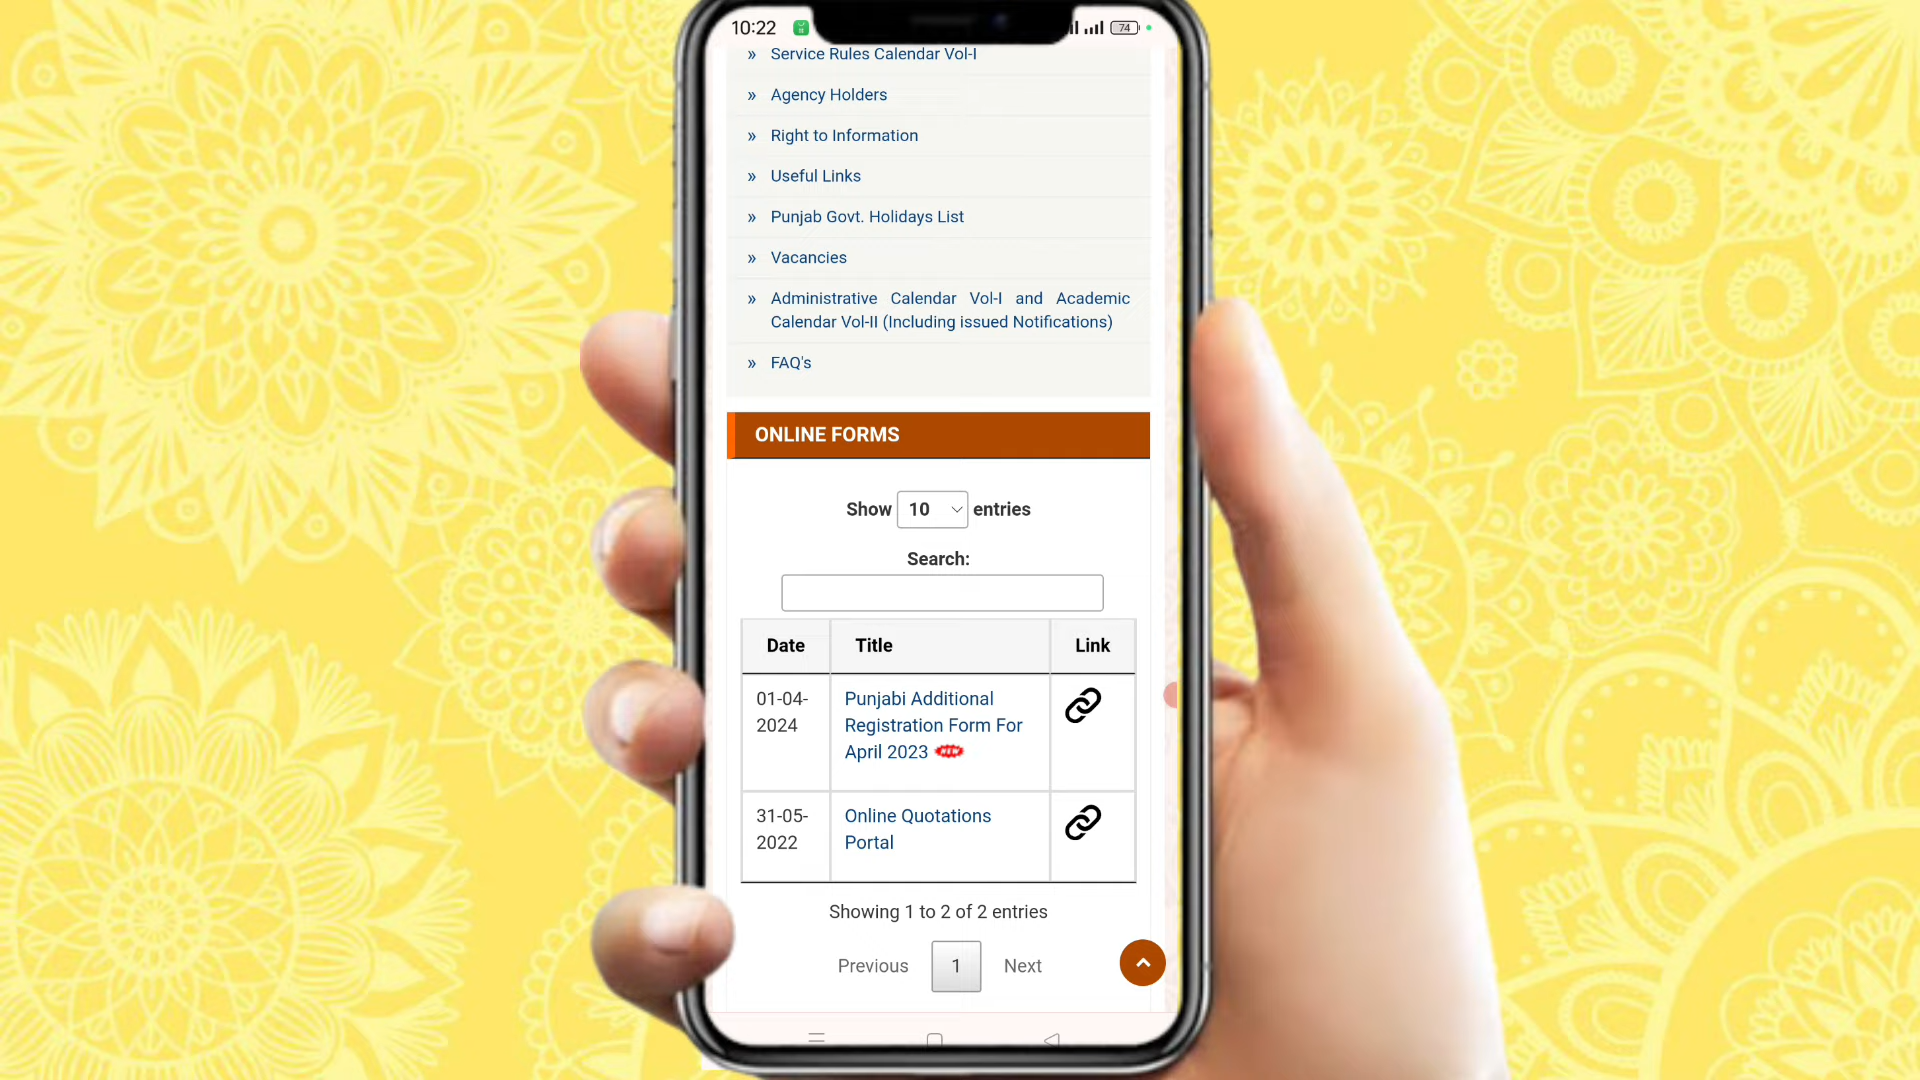 10:22
74
» Service Rules Calendar Vol-I
» Agency Holders
» Right to Information
» Useful Links
» Punjab Govt. Holidays List
» Vacancies
» Administrative Calendar Vol-I and Academic
Calendar Vol-II (Including issued Notifications)
» FAQ's
ONLINE FORMS
Show 10 entries
Search:
Date Title Link
01-04-
2024
Punjabi Additional
Registration Form For
April 2023 NEW
31-05-
2022
Online Quotations
Portal
Showing 1 to 2 of 2 entries
Previous 1 Next